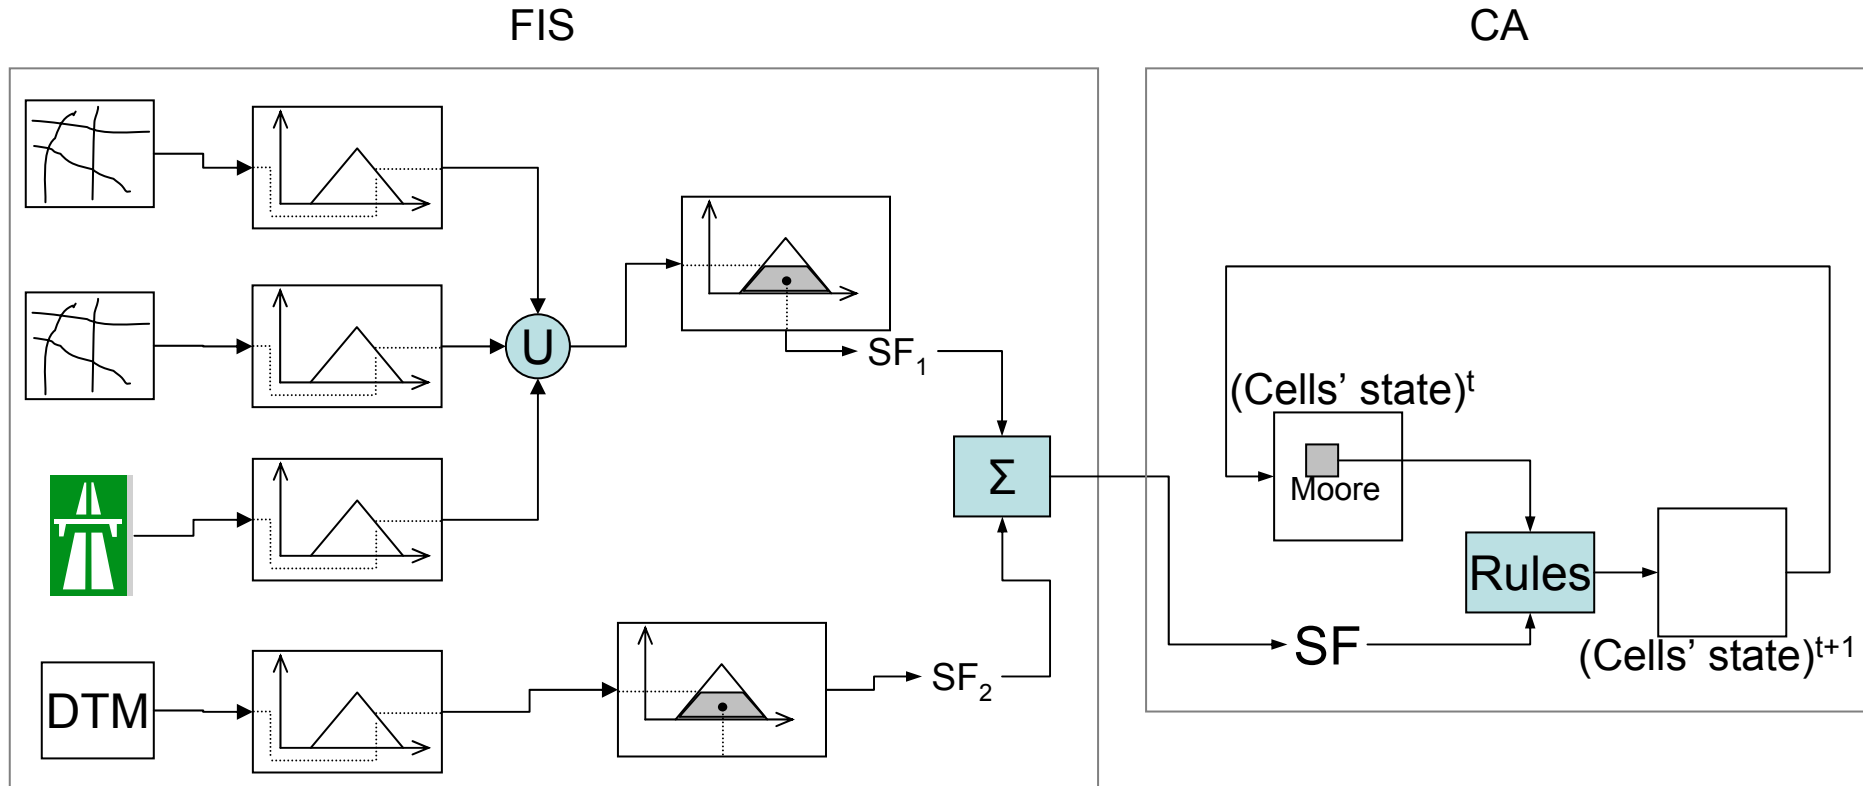 FIS
CA
U
SF₁
(Cells’ state)ᵗ
Moore
Σ
Rules
SF
(Cells’ state)ᵗ⁺¹
SF₂
DTM